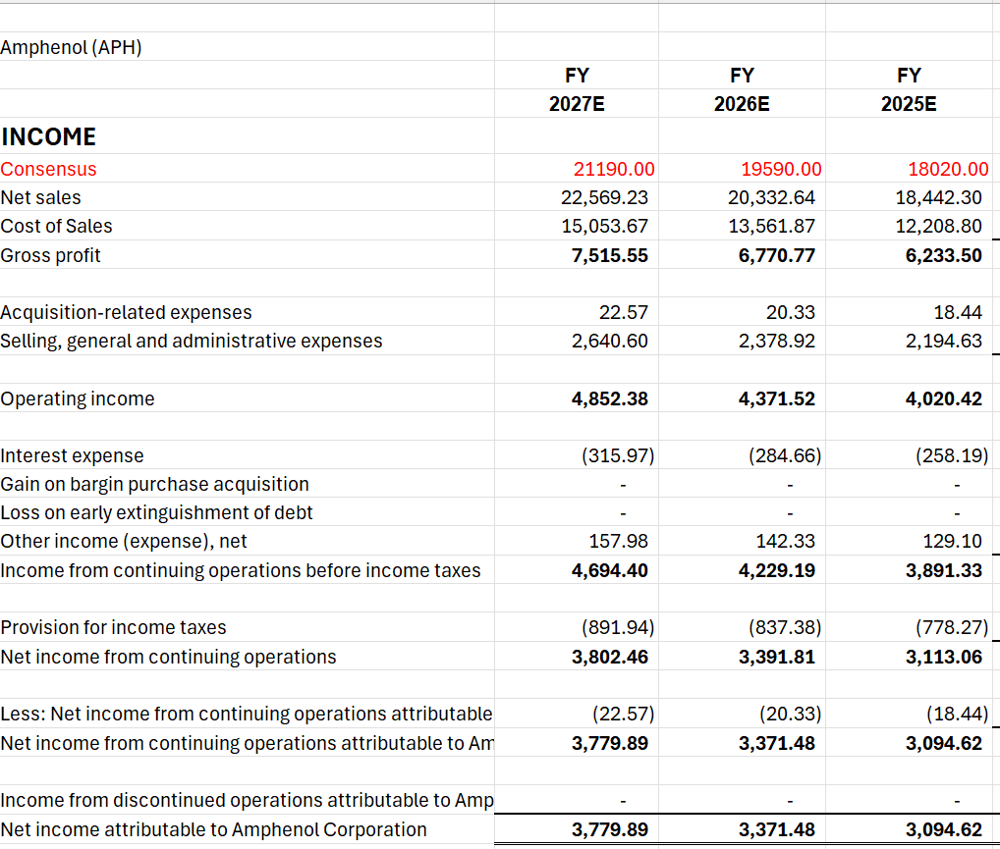 Amphenol (APH)
FY FY FY
2027E 2026E 2025E
INCOME
Consensus 21190.00 19590.00 18020.00
Net sales 22,569.23 20,332.64 18,442.30
Cost of Sales 15,053.67 13,561.87 12,208.80
Gross profit 7,515.55 6,770.77 6,233.50
Acquisition-related expenses 22.57 20.33 18.44
Selling, general and administrative expenses 2,640.60 2,378.92 2,194.63
Operating income 4,852.38 4,371.52 4,020.42
Interest expense (315.97) (284.66) (258.19)
Gain on bargin purchase acquisition - - -
Loss on early extinguishment of debt - - -
Other income (expense), net 157.98 142.33 129.10
Income from continuing operations before income taxes 4,694.40 4,229.19 3,891.33
Provision for income taxes (891.94) (837.38) (778.27)
Net income from continuing operations 3,802.46 3,391.81 3,113.06
Less: Net income from continuing operations attributable (22.57) (20.33) (18.44)
Net income from continuing operations attributable to Am 3,779.89 3,371.48 3,094.62
Income from discontinued operations attributable to Amp - - -
Net income attributable to Amphenol Corporation 3,779.89 3,371.48 3,094.62